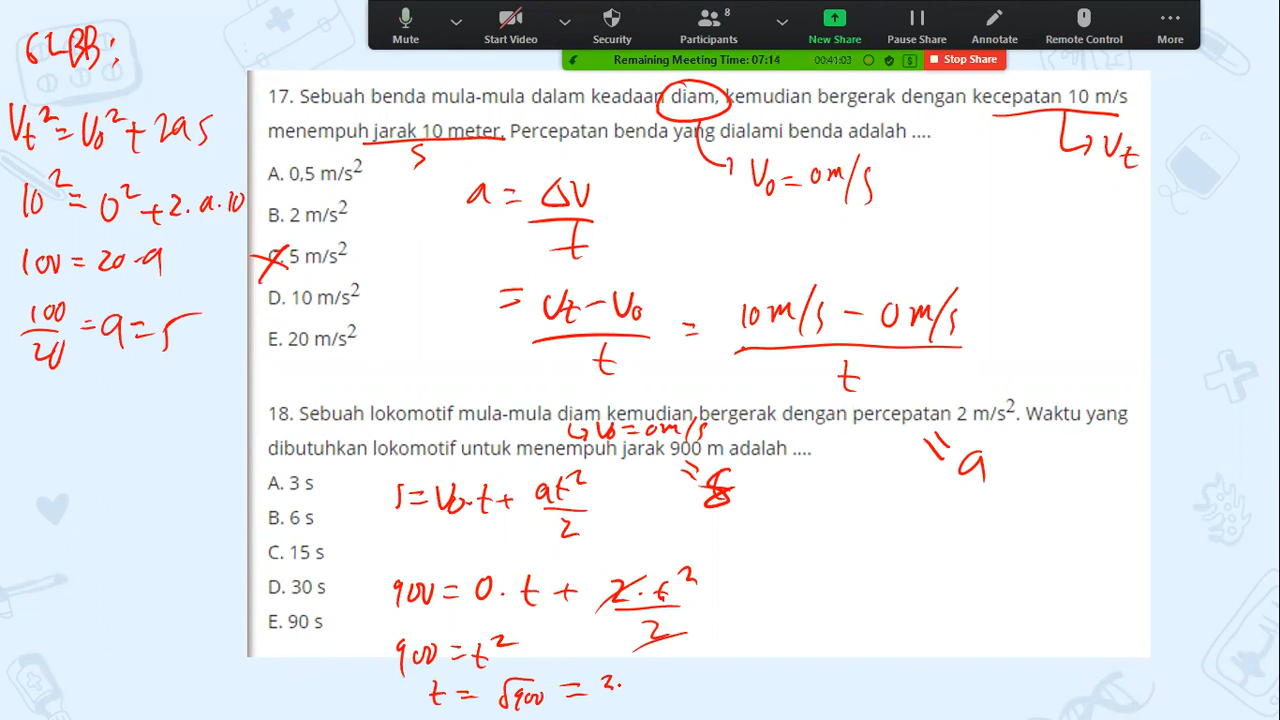 8
Mute
Start Video
Security
Participants
New Share
Pause Share
Annotate
Remote Control
More
Remaining Meeting Time: 07:14
00:41:03
Stop Share
GLBB:
Vt² = V₀² + 2as
10² = 0² + 2·a·10
100 = 20·a
100/20 = a = 5
17. Sebuah benda mula-mula dalam keadaan diam, kemudian bergerak dengan kecepatan 10 m/s
menempuh jarak 10 meter. Percepatan benda yang dialami benda adalah ....
s
V₀ = 0 m/s
Vt
A. 0,5 m/s²
B. 2 m/s²
C. 5 m/s²
D. 10 m/s²
E. 20 m/s²
a = ΔV/t
= Vt - V₀/t = 10 m/s - 0 m/s/t
18. Sebuah lokomotif mula-mula diam kemudian bergerak dengan percepatan 2 m/s². Waktu yang
V₀ = 0 m/s
dibutuhkan lokomotif untuk menempuh jarak 900 m adalah ....
= a
A. 3 s
B. 6 s
C. 15 s
D. 30 s
E. 90 s
s = V₀·t + at²/2
900 = 0·t + 2·t²/2
900 = t²
t = √900 = 3